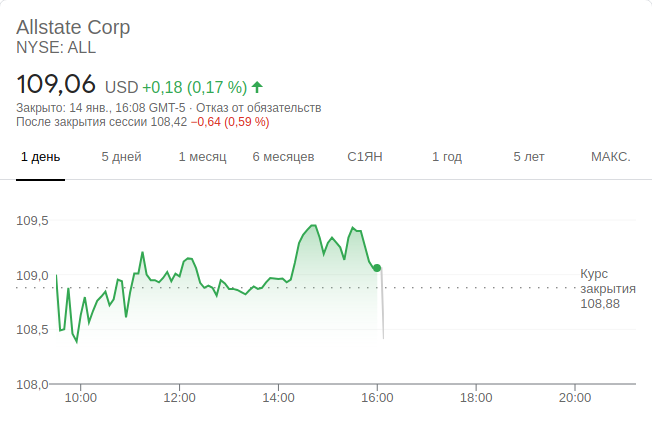 Allstate Corp
NYSE: ALL
109,06 USD +0,18 (0,17 %)
Закрыто: 14 янв., 16:08 GMT-5 · Отказ от обязательств
После закрытия сессии 108,42 −0,64 (0,59 %)
1 день 5 дней 1 месяц 6 месяцев С1ЯН 1 год 5 лет МАКС.
109,5
109,0
108,5
108,0
Курс
закрытия
108,88
10:00 12:00 14:00 16:00 18:00 20:00